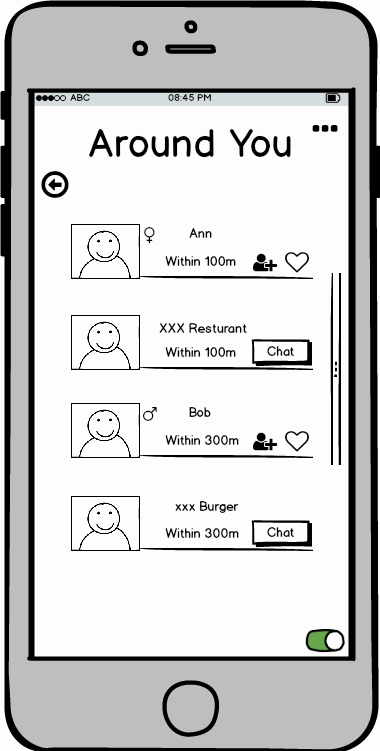 ABC 08:45 PM
Around You
Ann
Within 100m
XXX Resturant
Within 100m Chat
Bob
Within 300m
xxx Burger
Within 300m Chat